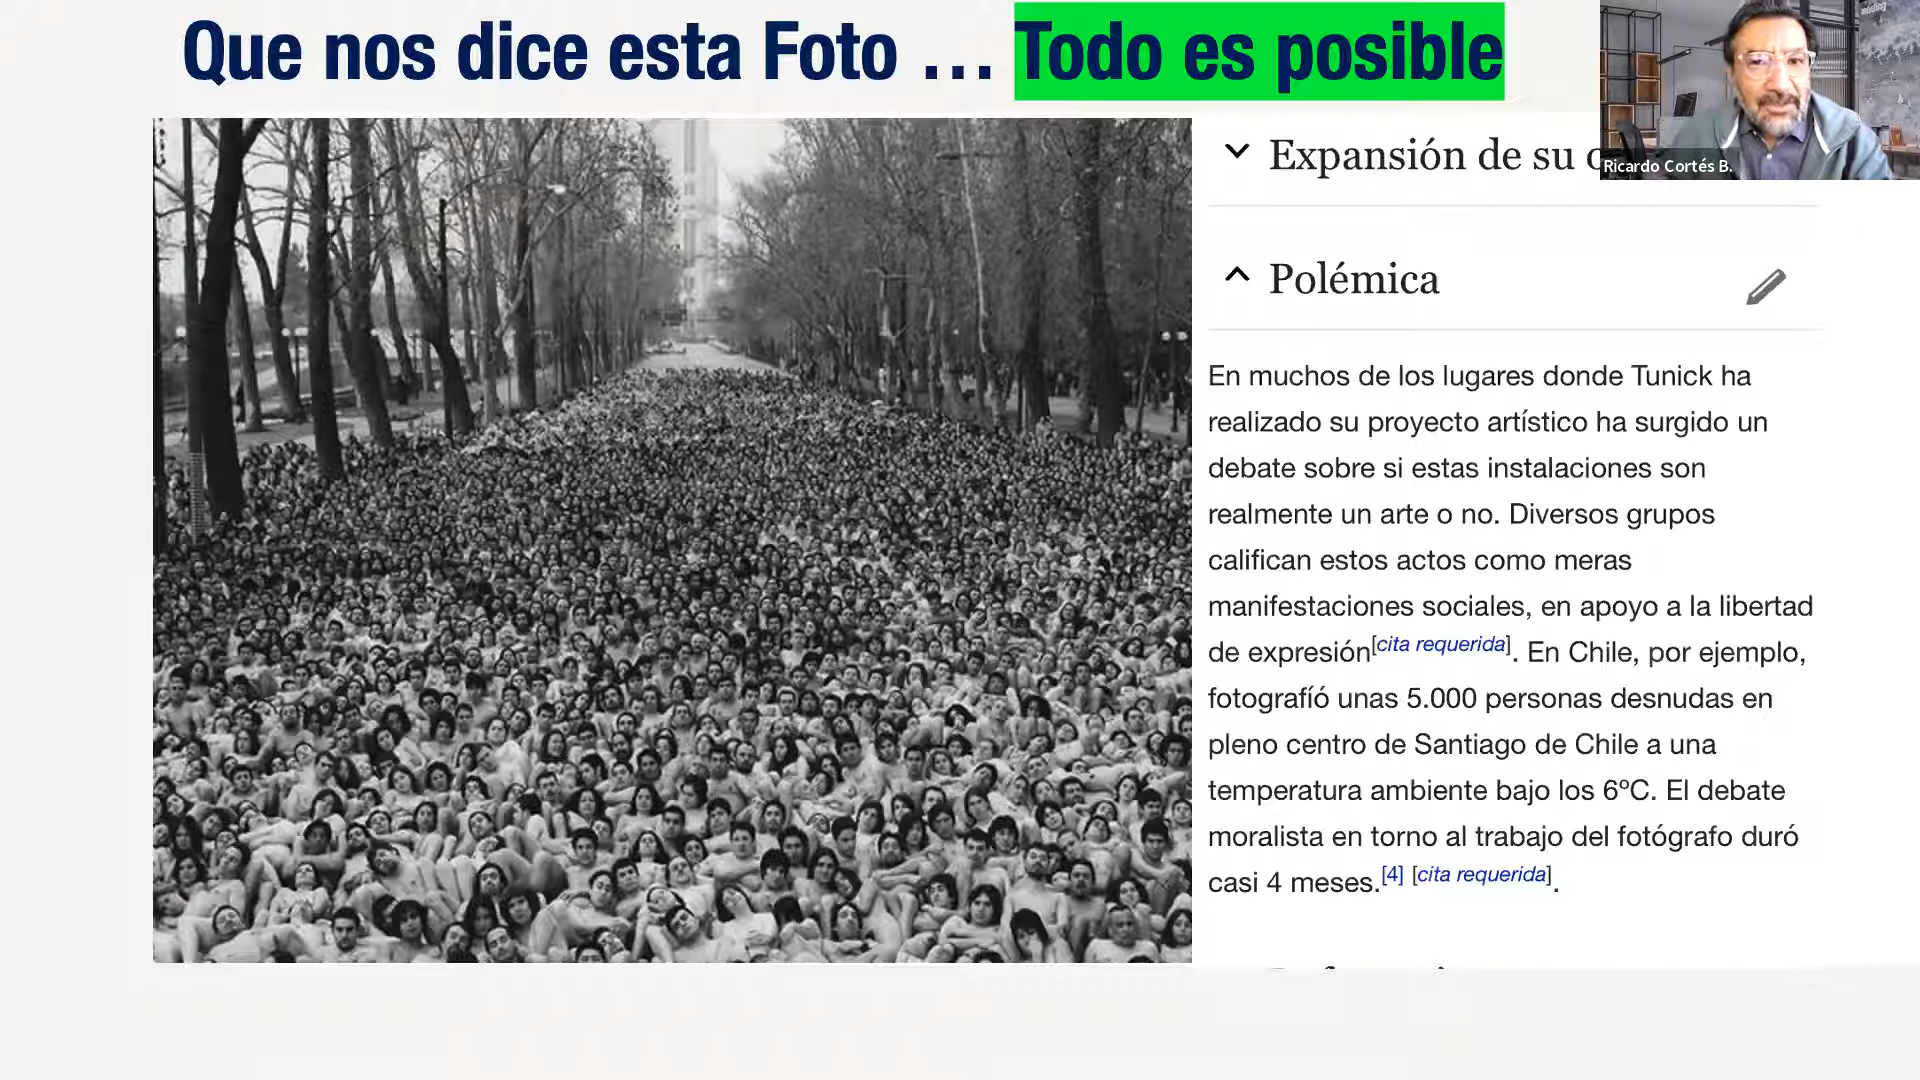 Que nos dice esta Foto ... Todo es posible
Expansión de su
Ricardo Cortés B.
Polémica
En muchos de los lugares donde Tunick ha
realizado su proyecto artístico ha surgido un
debate sobre si estas instalaciones son
realmente un arte o no. Diversos grupos
califican estos actos como meras
manifestaciones sociales, en apoyo a la libertad
de expresión[cita requerida]. En Chile, por ejemplo,
fotografíó unas 5.000 personas desnudas en
pleno centro de Santiago de Chile a una
temperatura ambiente bajo los 6ºC. El debate
moralista en torno al trabajo del fotógrafo duró
casi 4 meses.[4] [cita requerida].